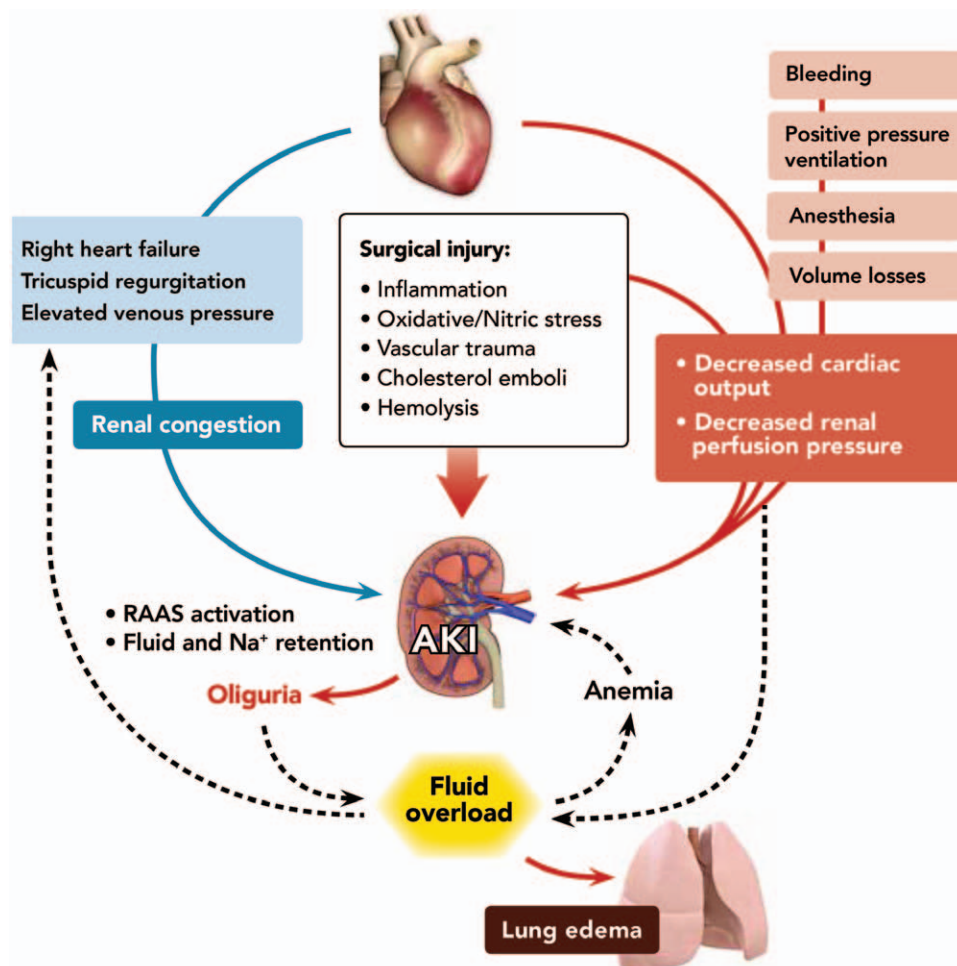 Bleeding
Positive pressure
ventilation
Anesthesia
Volume losses
Right heart failure
Tricuspid regurgitation
Elevated venous pressure
Surgical injury:
• Inflammation
• Oxidative/Nitric stress
• Vascular trauma
• Cholesterol emboli
• Hemolysis
• Decreased cardiac
output
• Decreased renal
perfusion pressure
Renal congestion
• RAAS activation
• Fluid and Na⁺ retention
AKI
Oliguria
Anemia
Fluid
overload
Lung edema